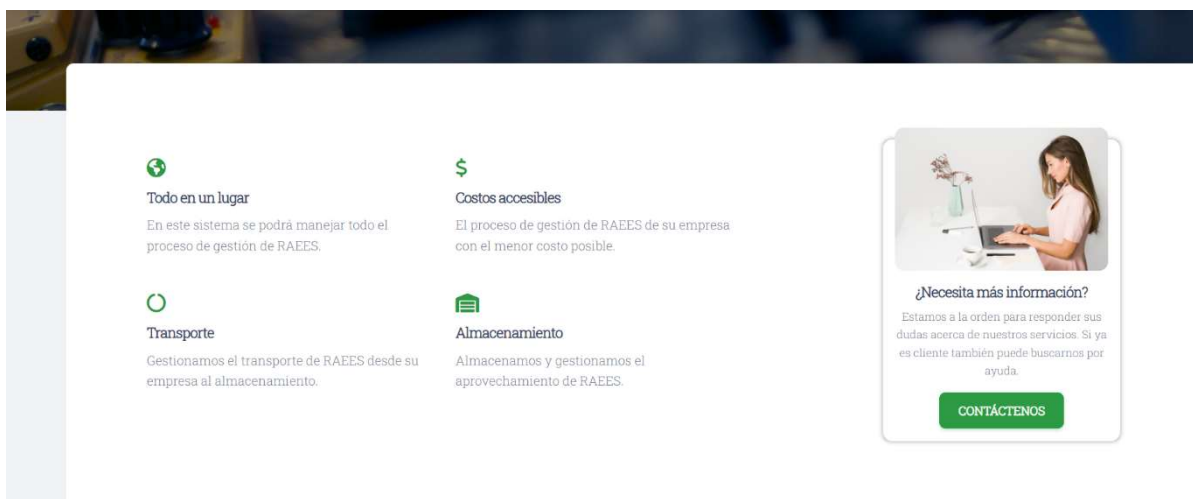 Todo en un lugar
En este sistema se podrá manejar todo el
proceso de gestión de RAEES.
Costos accesibles
El proceso de gestión de RAEES de su empresa
con el menor costo posible.
Transporte
Gestionamos el transporte de RAEES desde su
empresa al almacenamiento.
Almacenamiento
Almacenamos y gestionamos el
aprovechamiento de RAEES.
¿Necesita más información?
Estamos a la orden para responder sus
dudas acerca de nuestros servicios. Si ya
es cliente también puede buscarnos por
ayuda.
CONTÁCTENOS